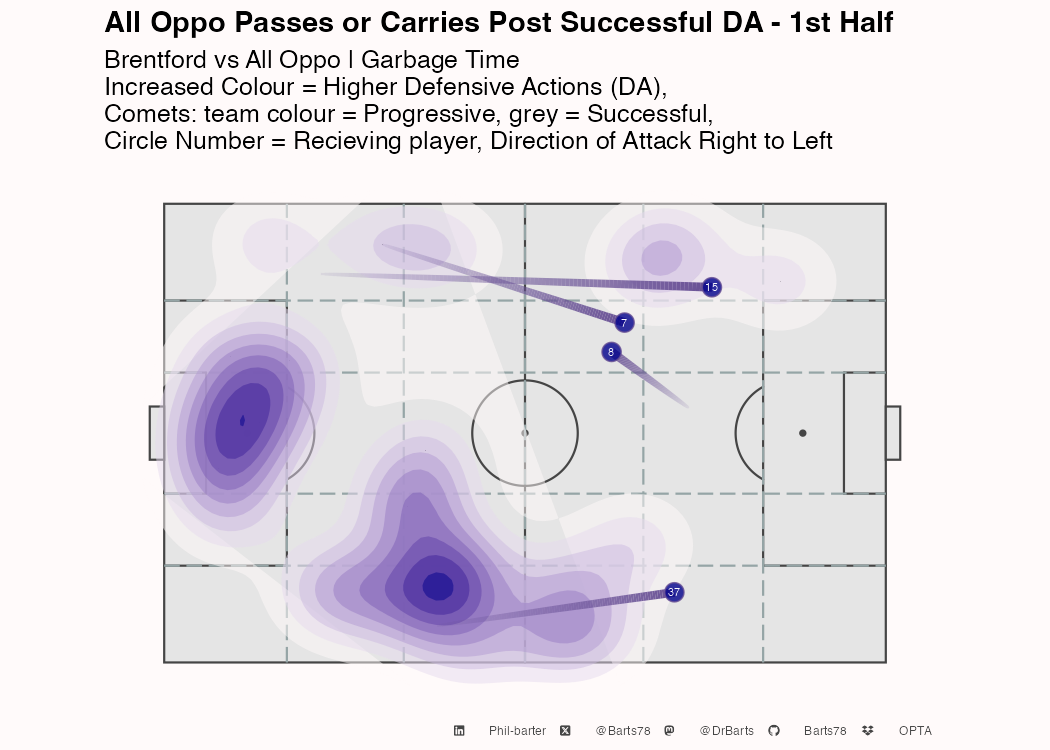 All Oppo Passes or Carries Post Successful DA - 1st Half
Brentford vs All Oppo | Garbage Time
Increased Colour = Higher Defensive Actions (DA),
Comets: team colour = Progressive, grey = Successful,
Circle Number = Recieving player, Direction of Attack Right to Left
15
7
8
37
Phil-barter @Barts78 @DrBarts Barts78 OPTA